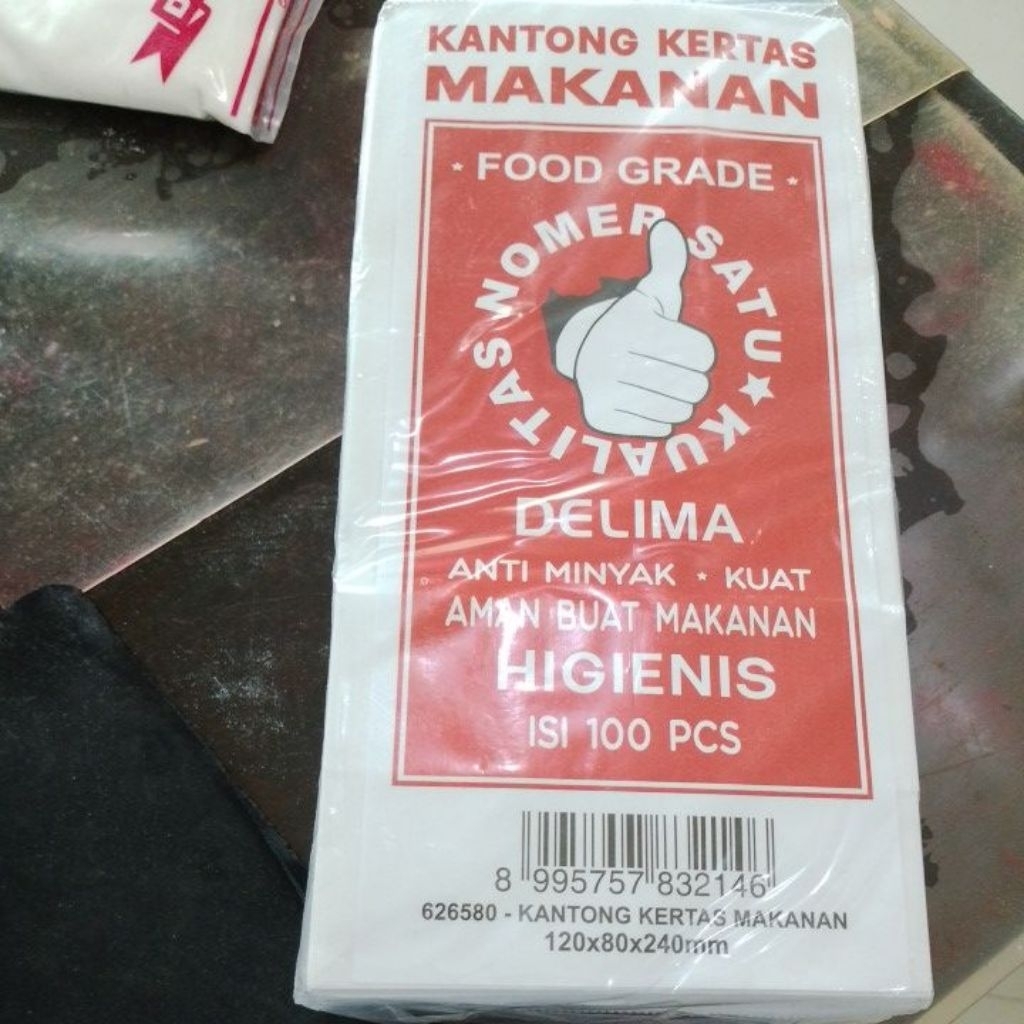 KANTONG KERTAS
MAKANAN
FOOD GRADE
NOMER SATU
KUALITAS
DELIMA
ANTI MINYAK * KUAT
AMAN BUAT MAKANAN
HIGIENIS
ISI 100 PCS
8 995757 832146
626580 - KANTONG KERTAS MAKANAN
120x80x240mm